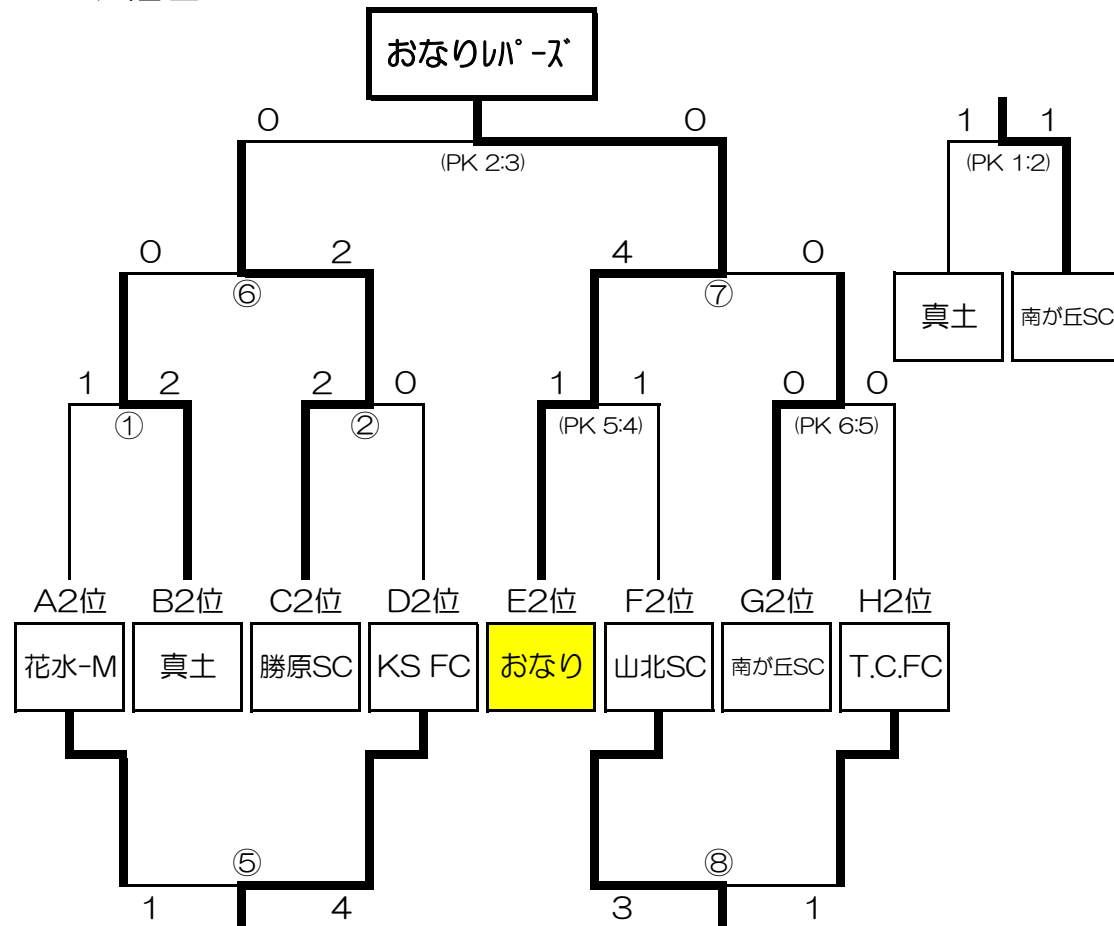 おなりﾚﾊﾟｰｽﾞ
0 0 1 1
(PK 2:3) (PK 1:2)
0 2 4 0
⑥ ⑦
真土 南が丘SC
1 2 2 0 1 1 0 0
① ② (PK 5:4) (PK 6:5)
A2位 B2位 C2位 D2位 E2位 F2位 G2位 H2位
花水-M 真土 勝原SC KS FC おなり 山北SC 南が丘SC T.C.FC
⑤ ⑧
1 4 3 1